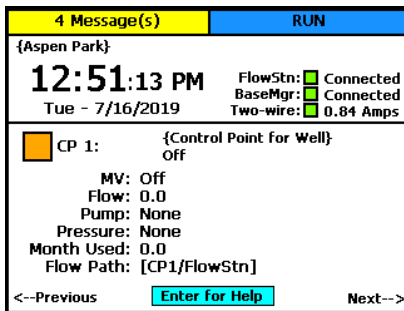 4 Message(s) RUN
{Aspen Park}
12:51:13 PM
Tue - 7/16/2019
FlowStn: Connected
BaseMgr: Connected
Two-wire: 0.84 Amps
CP 1: {Control Point for Well}
Off
MV: Off
Flow: 0.0
Pump: None
Pressure: None
Month Used: 0.0
Flow Path: [CP1/FlowStn]
<--Previous Enter for Help Next-->